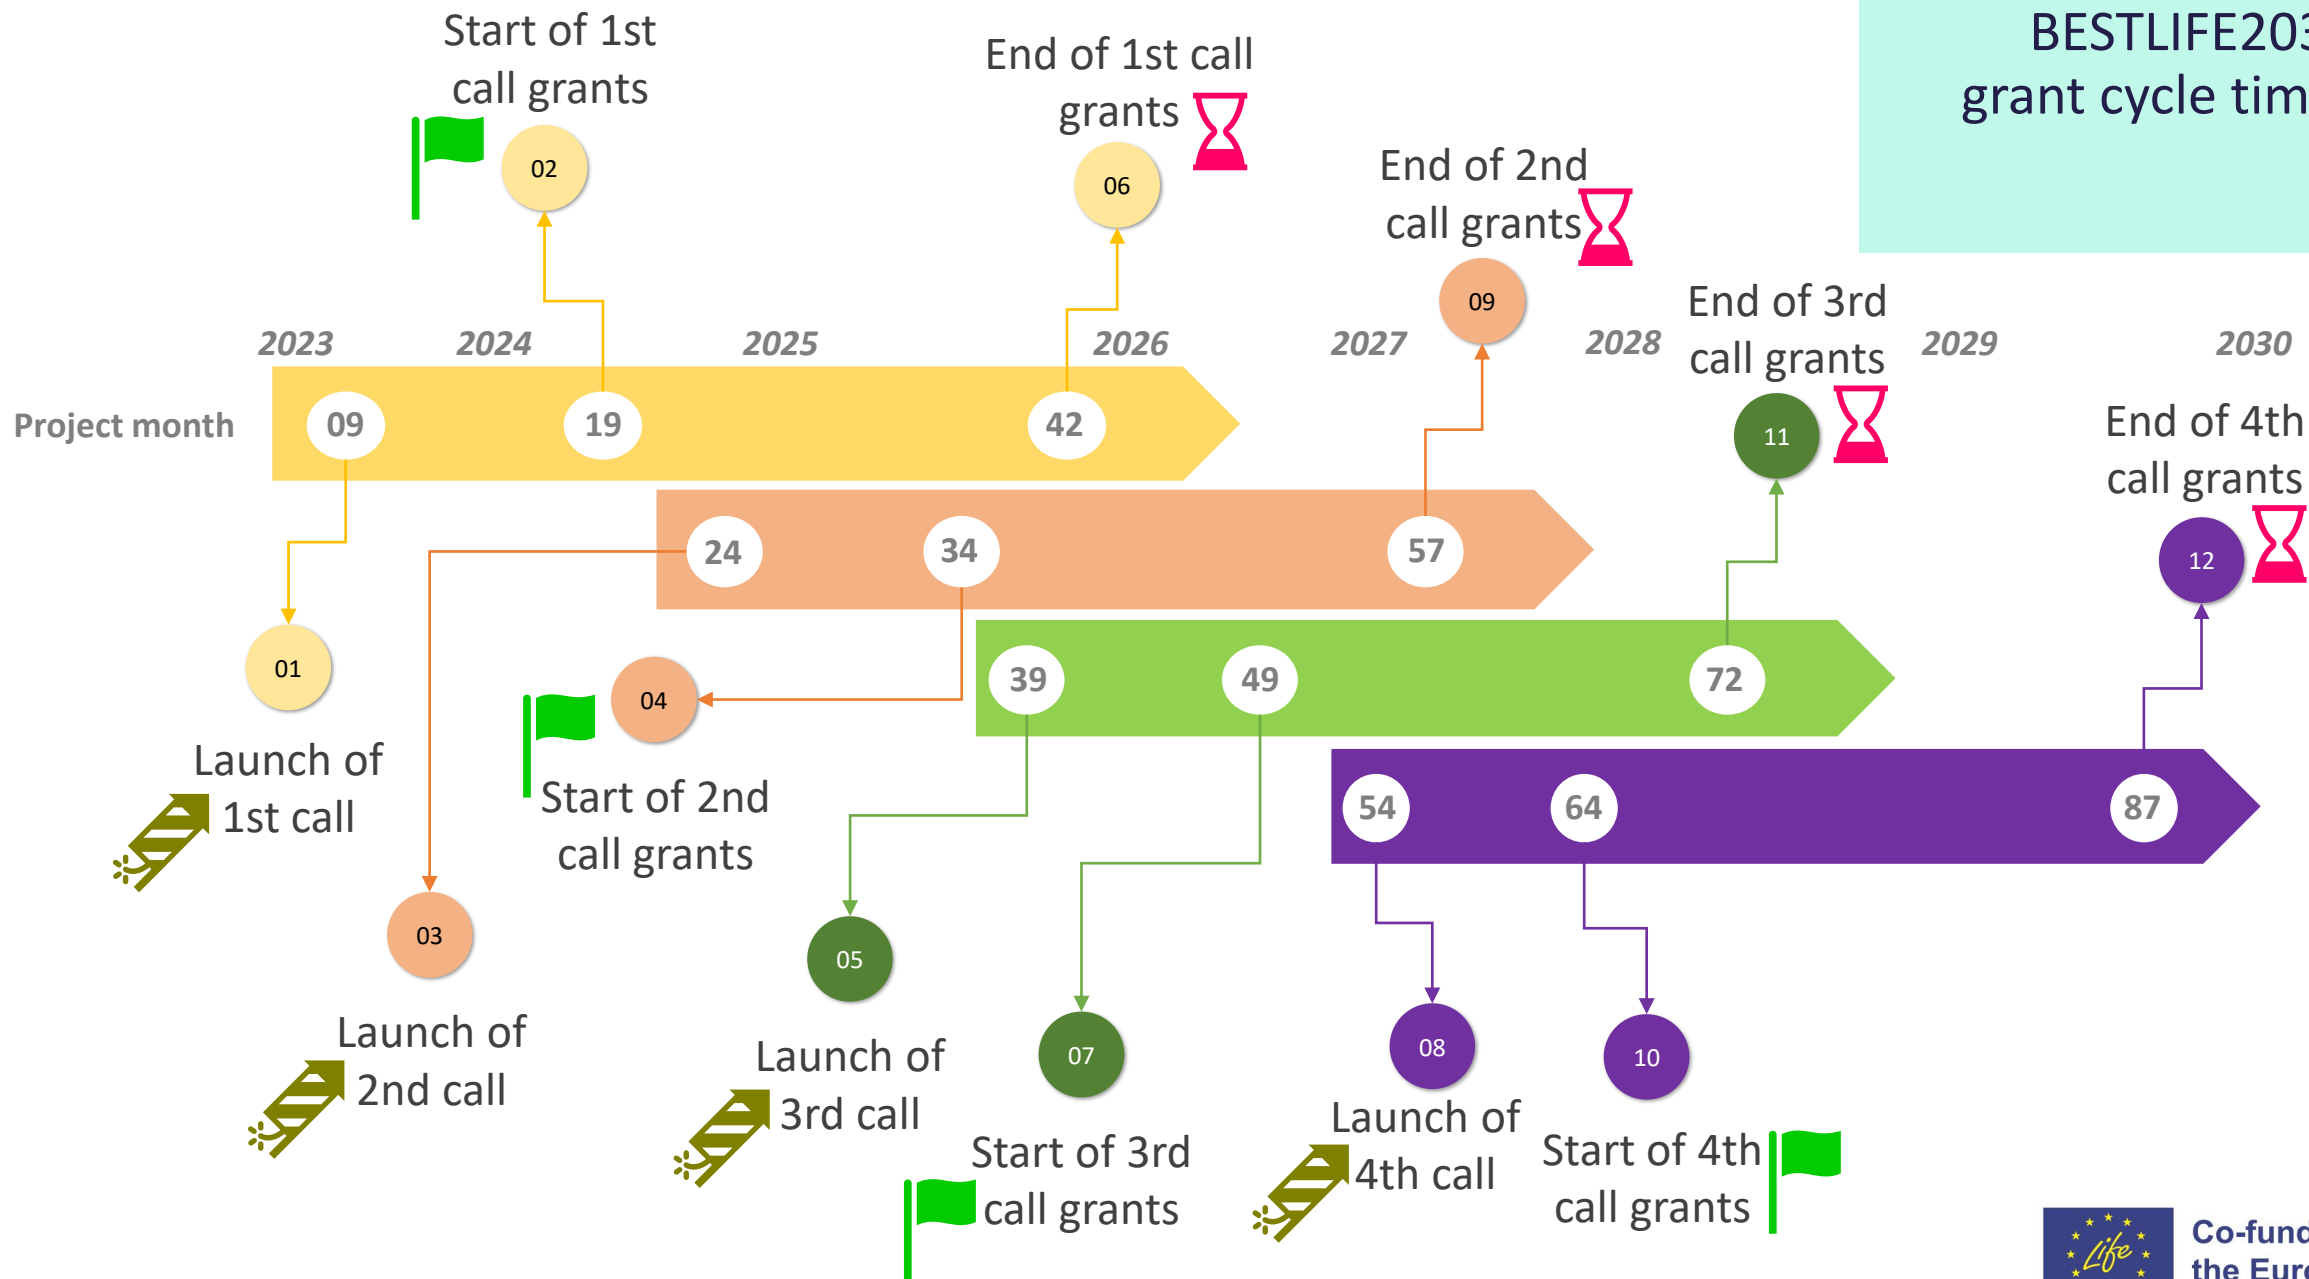 Start of 1st
call grants
02
End of 1st call
grants
06
BESTLIFE203
grant cycle tim
End of 2nd
call grants
09
End of 3rd
call grants
11
2023 2024 2025 2026 2027 2028 2029 2030
Project month
09 19 42
End of 4th
call grants
12
24 34 57
01
Launch of
1st call
04
Start of 2nd
call grants
39 49 72
54 64 87
03
Launch of
2nd call
05
Launch of
3rd call
07
Start of 3rd
call grants
08
Launch of
4th call
10
Start of 4th
call grants
Life
Co-fund
the Euro